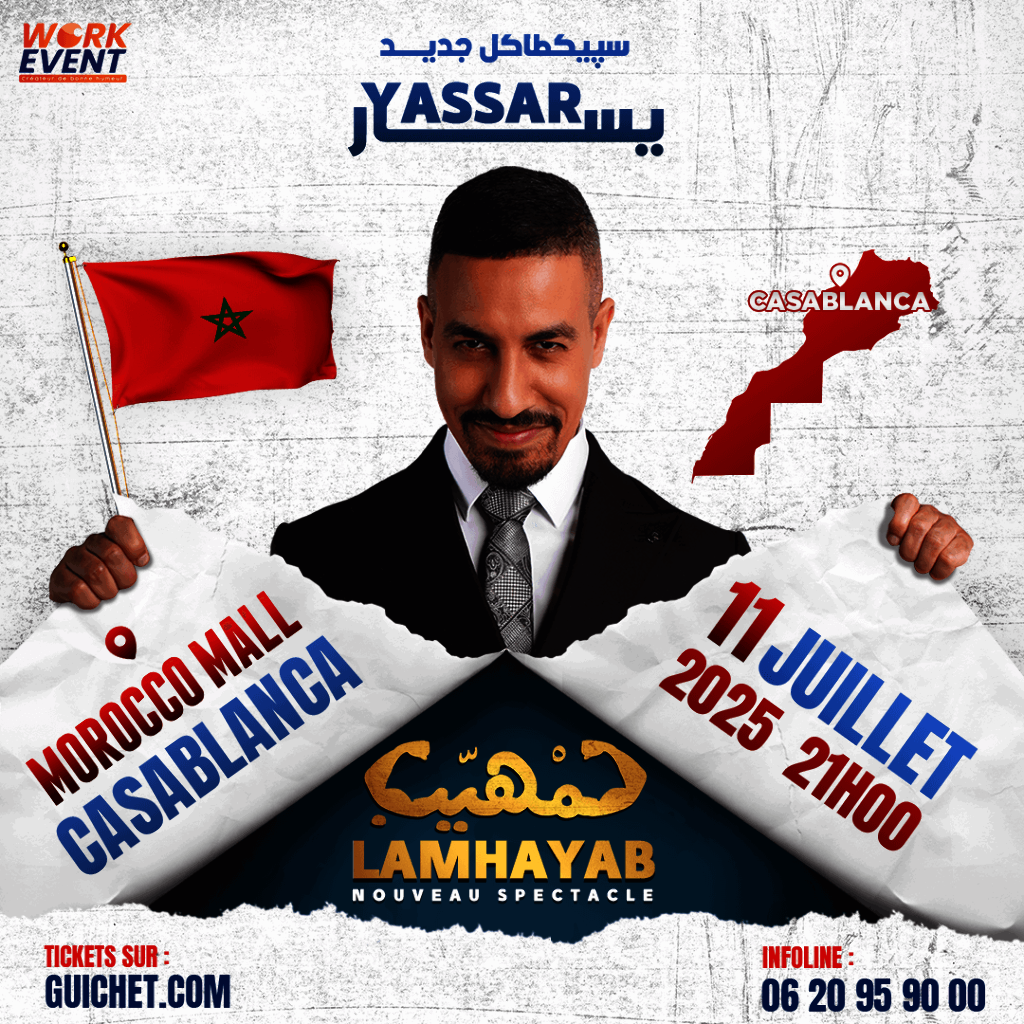 WORK
EVENT
Créateur de bonne humeur
سپيكطاكل جديد
YASSAR
يسار
CASABLANCA
MOROCCO MALL
CASABLANCA
11 JUILLET
2025 21H00
لمهيّب
LAMHAYAB
NOUVEAU SPECTACLE
TICKETS SUR :
GUICHET.COM
INFOLINE :
06 20 95 90 00